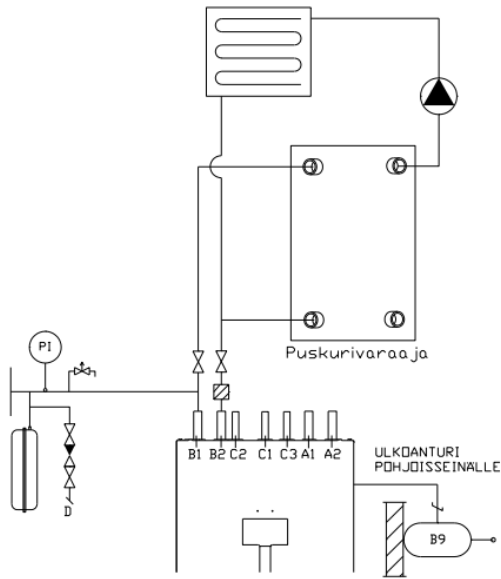 Puskurivaraaja
PI
D
B1 B2 C2 C1 C3 A1 A2
ULKOANTURI
POHJOISSEINÄLLE
B9